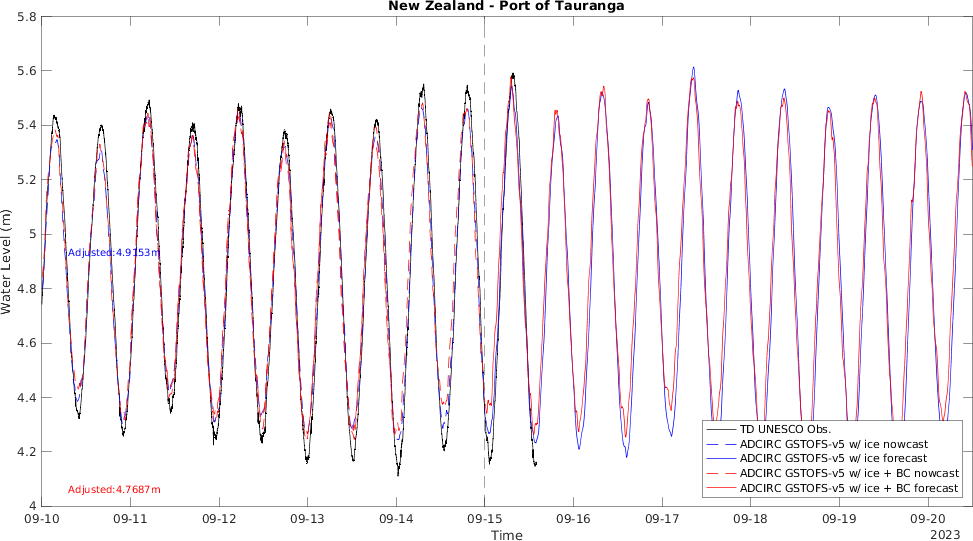 New Zealand - Port of Tauranga
5.8
5.6
5.4
5.2
5
4.8
4.6
4.4
4.2
4
Water Level (m)
Adjusted:4.9153m
Adjusted:4.7687m
TD UNESCO Obs.
ADCIRC GSTOFS-v5 w/ ice nowcast
ADCIRC GSTOFS-v5 w/ ice forecast
ADCIRC GSTOFS-v5 w/ ice + BC nowcast
ADCIRC GSTOFS-v5 w/ ice + BC forecast
09-10 09-11 09-12 09-13 09-14 09-15 09-16 09-17 09-18 09-19 09-20
Time
2023